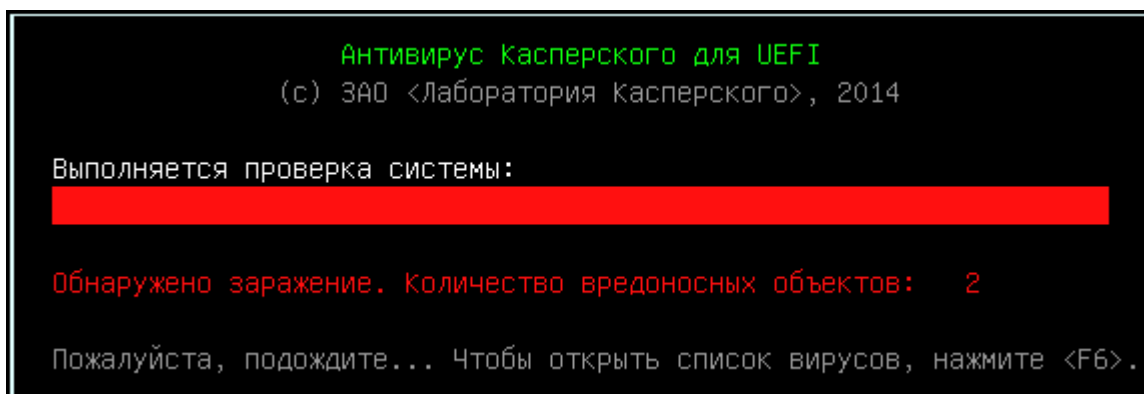 Антивирус Касперского для UEFI
(c) ЗАО <Лаборатория Касперского>, 2014
Выполняется проверка системы:
Обнаружено заражение. Количество вредоносных объектов: 2
Пожалуйста, подождите... Чтобы открыть список вирусов, нажмите <F6>.